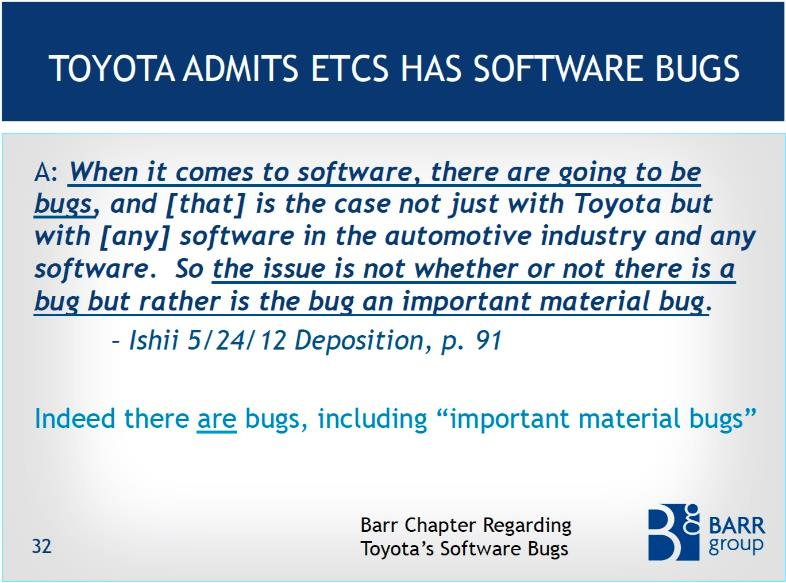 TOYOTA ADMITS ETCS HAS SOFTWARE BUGS
A: When it comes to software, there are going to be
bugs, and [that] is the case not just with Toyota but
with [any] software in the automotive industry and any
software. So the issue is not whether or not there is a
bug but rather is the bug an important material bug.
– Ishii 5/24/12 Deposition, p. 91
Indeed there are bugs, including “important material bugs”
32
Barr Chapter Regarding
Toyota’s Software Bugs
Bg
BARR
group